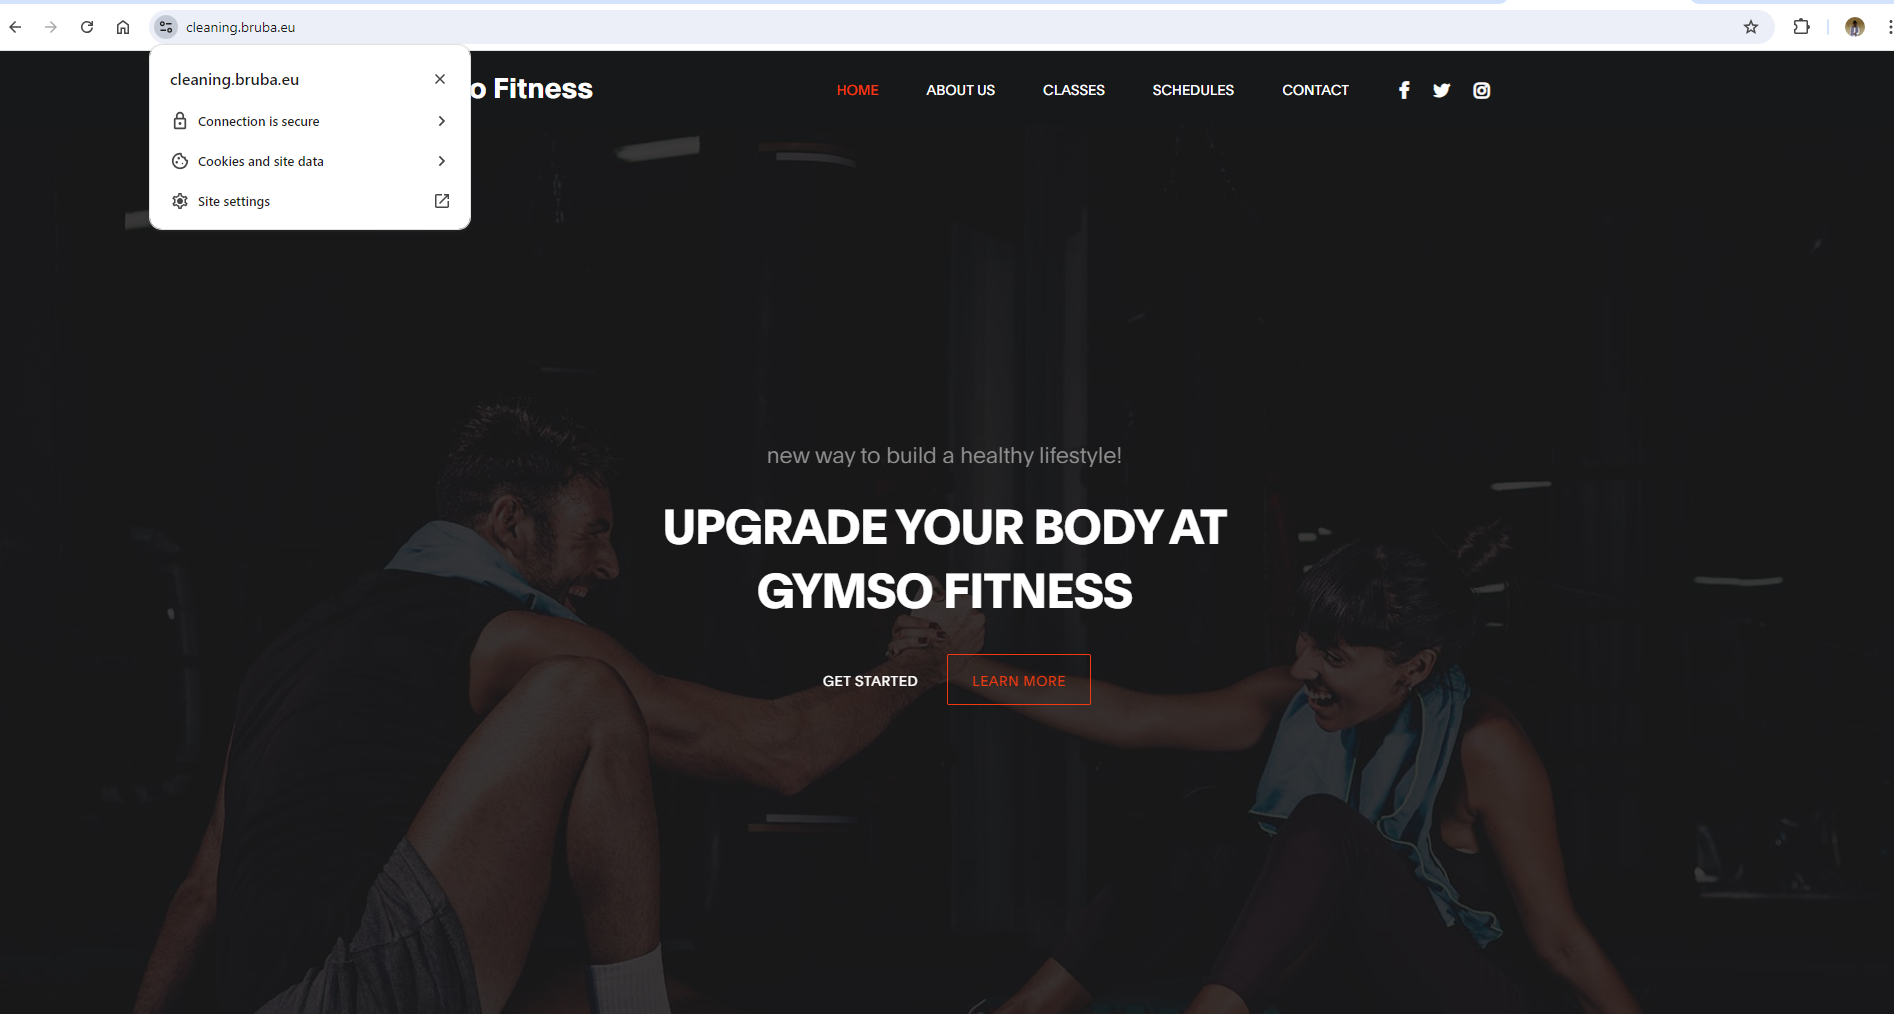 cleaning.bruba.eu
cleaning.bruba.eu
Connection is secure
Cookies and site data
Site settings
o Fitness
HOME
ABOUT US
CLASSES
SCHEDULES
CONTACT
new way to build a healthy lifestyle!
UPGRADE YOUR BODY AT
GYMSO FITNESS
GET STARTED
LEARN MORE